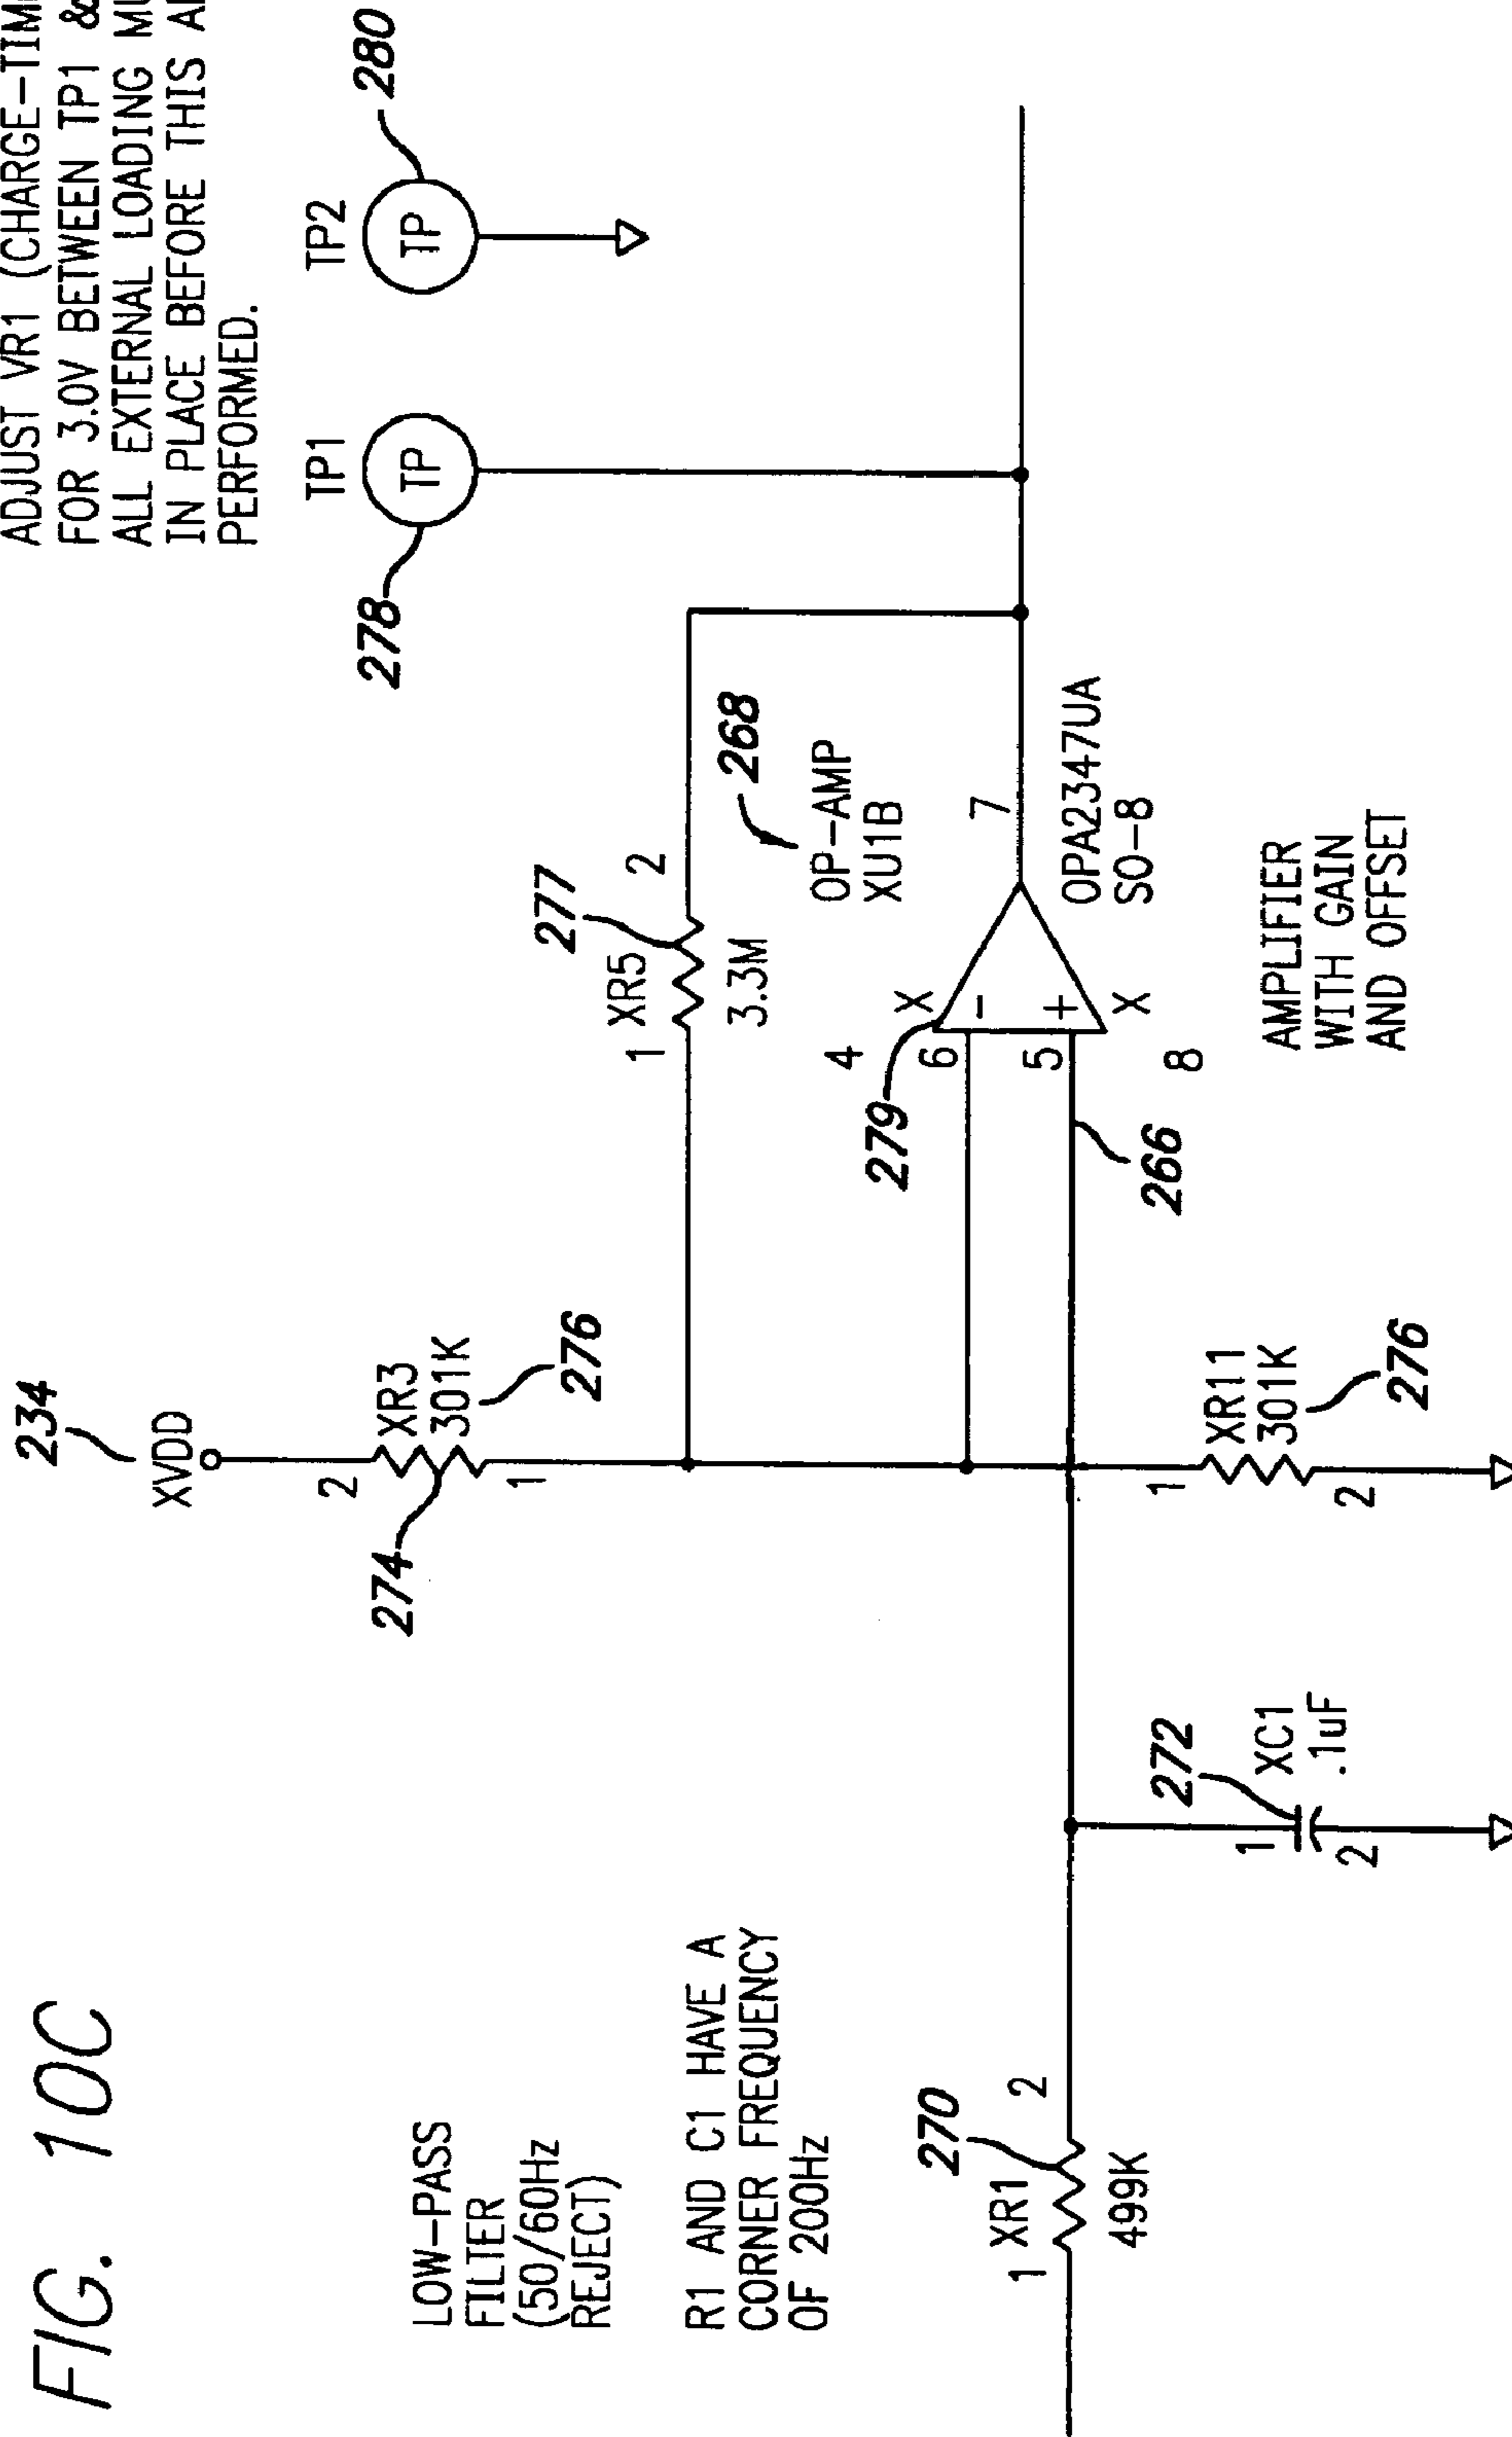 FIG. 10C
ADJUST VR1 (CHARGE-TIM
FOR 3.0V BETWEEN TP1 &
ALL EXTERNAL LOADING MU
IN PLACE BEFORE THIS A
PERFORMED.
234
XVDD
TP1
TP2
TP
TP
278
280
2
XR3
301K
274
276
1
LOW-PASS
FILTER
(50/60Hz
REJECT)
277
1
XR5
2
3.3M
268
R1 AND C1 HAVE A
CORNER FREQUENCY
OF 200Hz
OP-AMP
XU1B
4
X
279
6
-
7
5
+
266
8
X
OPA2347UA
SO-8
270
1
XR1
2
499K
272
1
XC1
.1uF
2
1
XR11
301K
276
2
AMPLIFIER
WITH GAIN
AND OFFSET